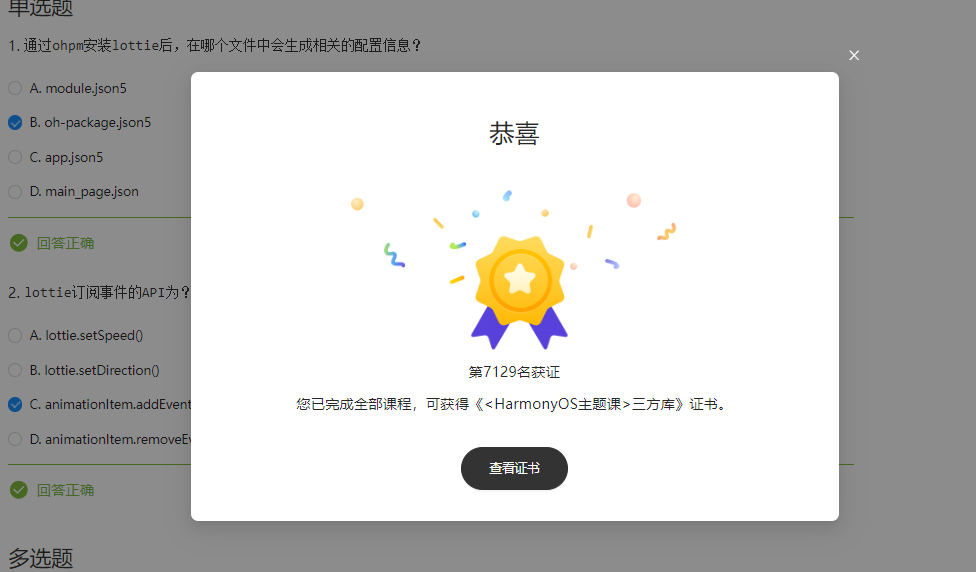 单选题
1. 通过ohpm安装lottie后，在哪个文件中会生成相关的配置信息？
A. module.json5
B. oh-package.json5
C. app.json5
D. main_page.json
回答正确
2. lottie订阅事件的API为？
A. lottie.setSpeed()
B. lottie.setDirection()
C. animationItem.addEvent
D. animationItem.removeEv
回答正确
多选题
恭喜
第7129名获证
您已完成全部课程，可获得《<HarmonyOS主题课>三方库》证书。
查看证书